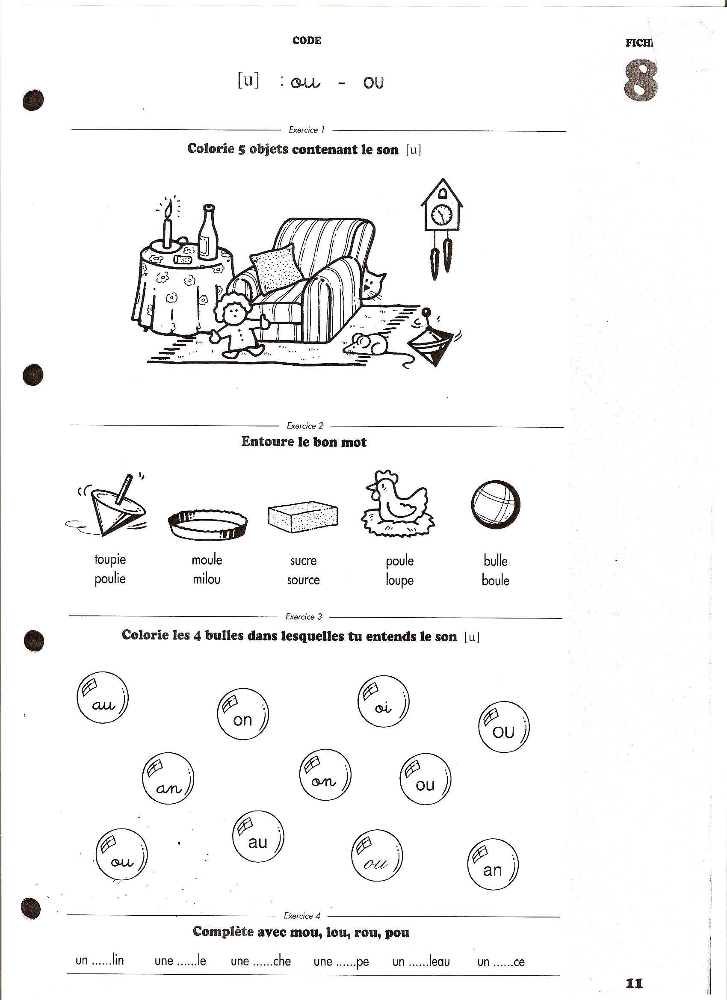 CODE
FICH
8
[u] : ou - ou
Exercice 1
Colorie 5 objets contenant le son [u]
Exercice 2
Entoure le bon mot
toupie moule sucre poule bulle
poulie milou source loupe boule
Exercice 3
Colorie les 4 bulles dans lesquelles tu entends le son [u]
au on oi ou
an on ou
ou au ou an
Exercice 4
Complète avec mou, lou, rou, pou
un ......lin une ......le une ......che une ......pe un ......leau un ......ce
11